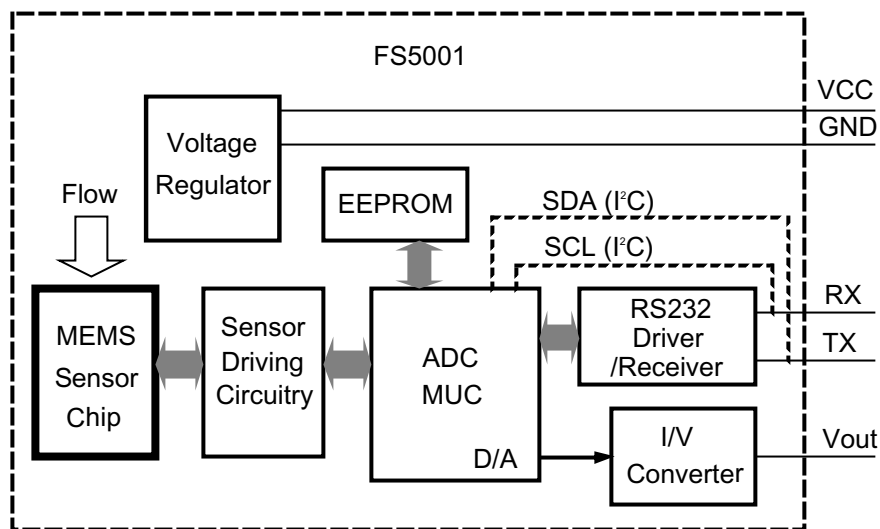 FS5001
VCC
GND
Voltage
Regulator
Flow
EEPROM
SDA (I²C)
SCL (I²C)
MEMS
Sensor
Chip
Sensor
Driving
Circuitry
ADC
MUC
D/A
RS232
Driver
/Receiver
RX
TX
I/V
Converter
Vout